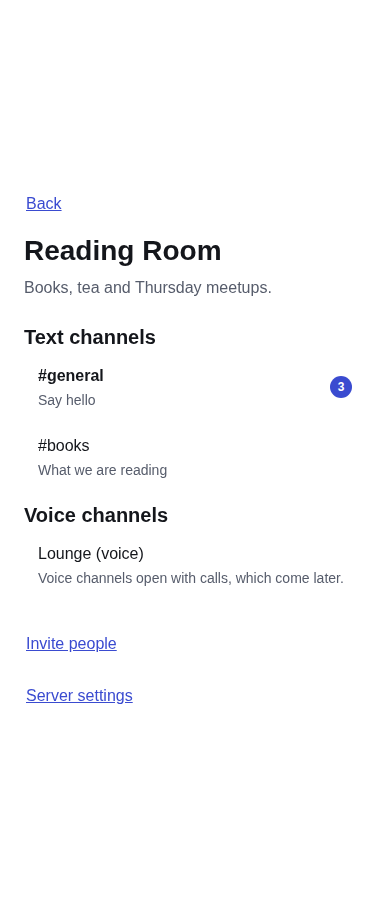 Back
Reading Room
Books, tea and Thursday meetups.
Text channels
#general
3
Say hello
#books
What we are reading
Voice channels
Lounge (voice)
Voice channels open with calls, which come later.
Invite people
Server settings